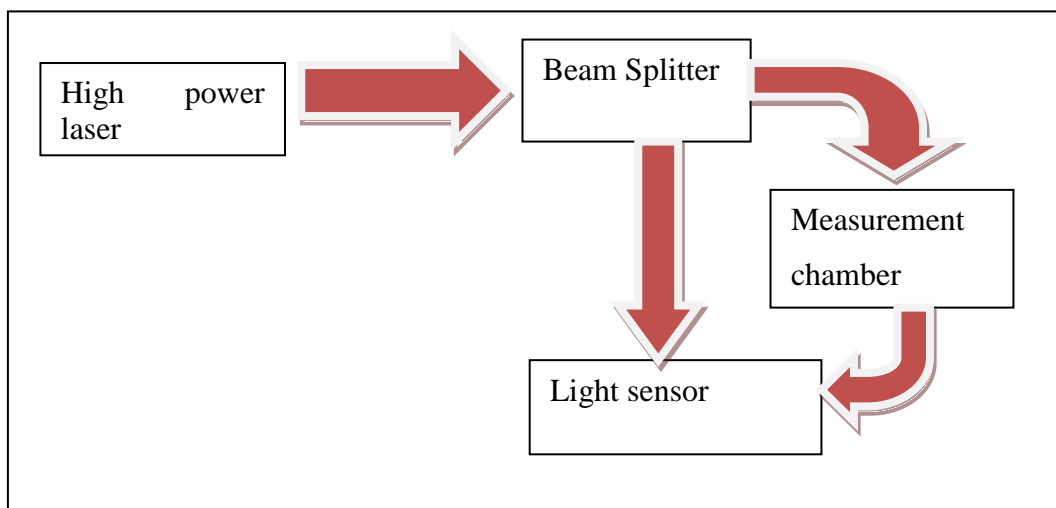 High power
laser
Beam Splitter
Measurement
chamber
Light sensor